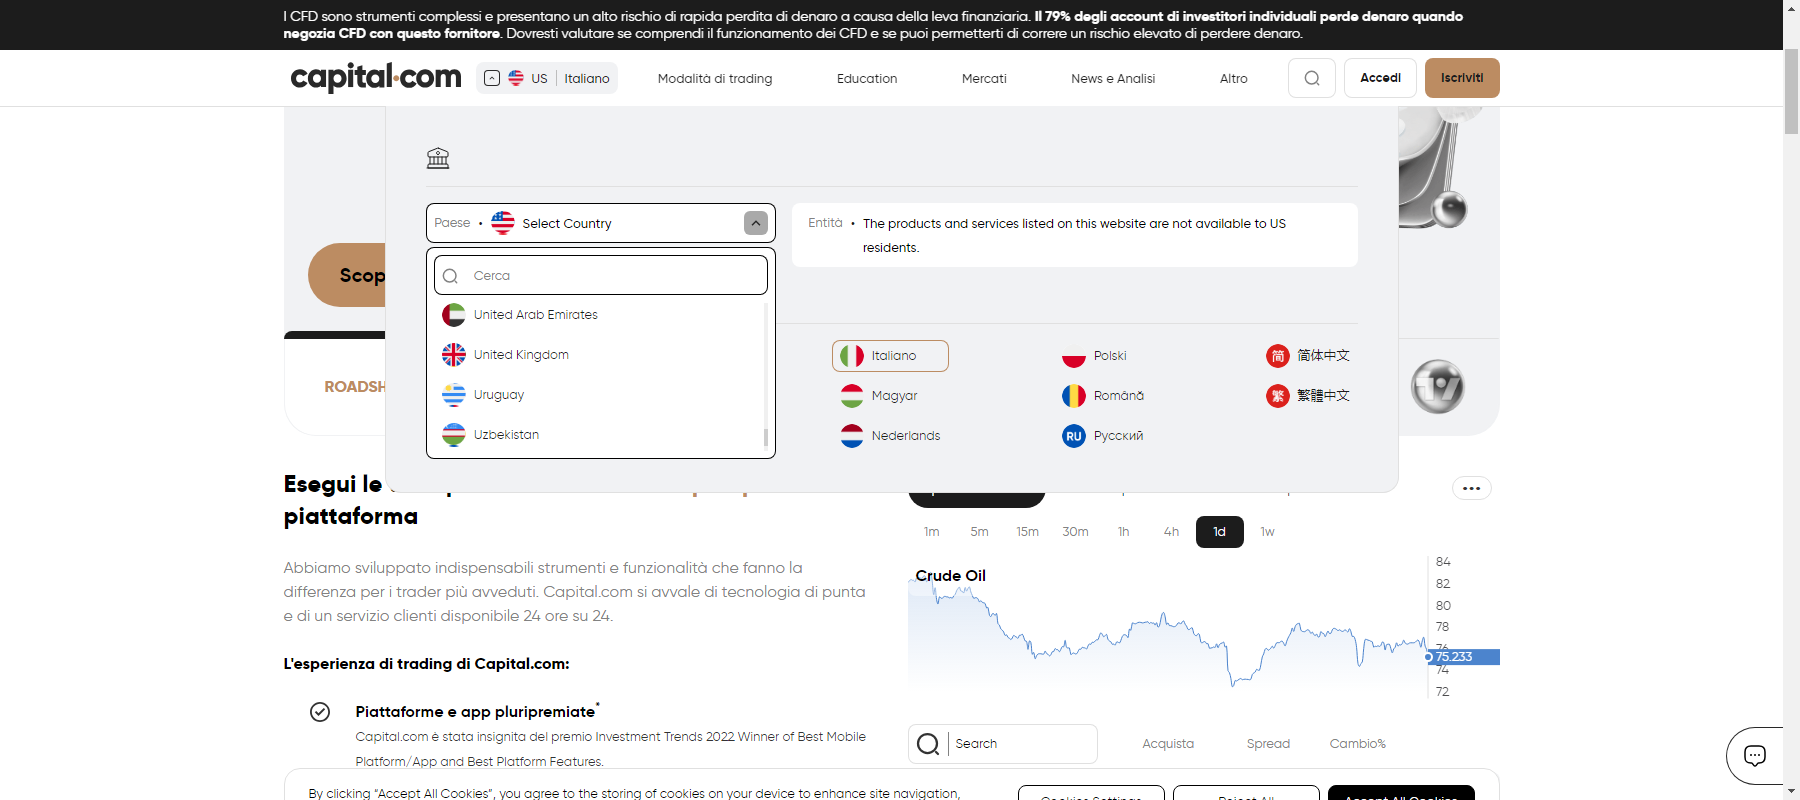 I CFD sono strumenti complessi e presentano un alto rischio di rapida perdita di denaro a causa della leva finanziaria. Il 79% degli account di investitori individuali perde denaro quando
negozia CFD con questo fornitore. Dovresti valutare se comprendi il funzionamento dei CFD e se puoi permetterti di correre un rischio elevato di perdere denaro.
capital.com
US Italiano
Modalità di trading
Education
Mercati
News e Analisi
Altro
Accedi
Iscriviti
Paese • Select Country
Entità • The products and services listed on this website are not available to US
residents.
Cerca
Scop
United Arab Emirates
United Kingdom
Uruguay
Uzbekistan
Italiano
Polski
简 简体中文
Magyar
Română
繁 繁體中文
Nederlands
RU Русский
ROADSH
Esegui le
piattaforma
1m 5m 15m 30m 1h 4h 1d 1w
Abbiamo sviluppato indispensabili strumenti e funzionalità che fanno la
differenza per i trader più avveduti. Capital.com si avvale di tecnologia di punta
e di un servizio clienti disponibile 24 ore su 24.
Crude Oil
84
82
80
78
76
75.233
74
72
L'esperienza di trading di Capital.com:
Piattaforme e app pluripremiate*
Capital.com è stata insignita del premio Investment Trends 2022 Winner of Best Mobile
Platform/App and Best Platform Features.
Search
Acquista
Spread
Cambio%
By clicking “Accept All Cookies”, you agree to the storing of cookies on your device to enhance site navigation,
Cookies Settings
Reject All
Accept All Cookies